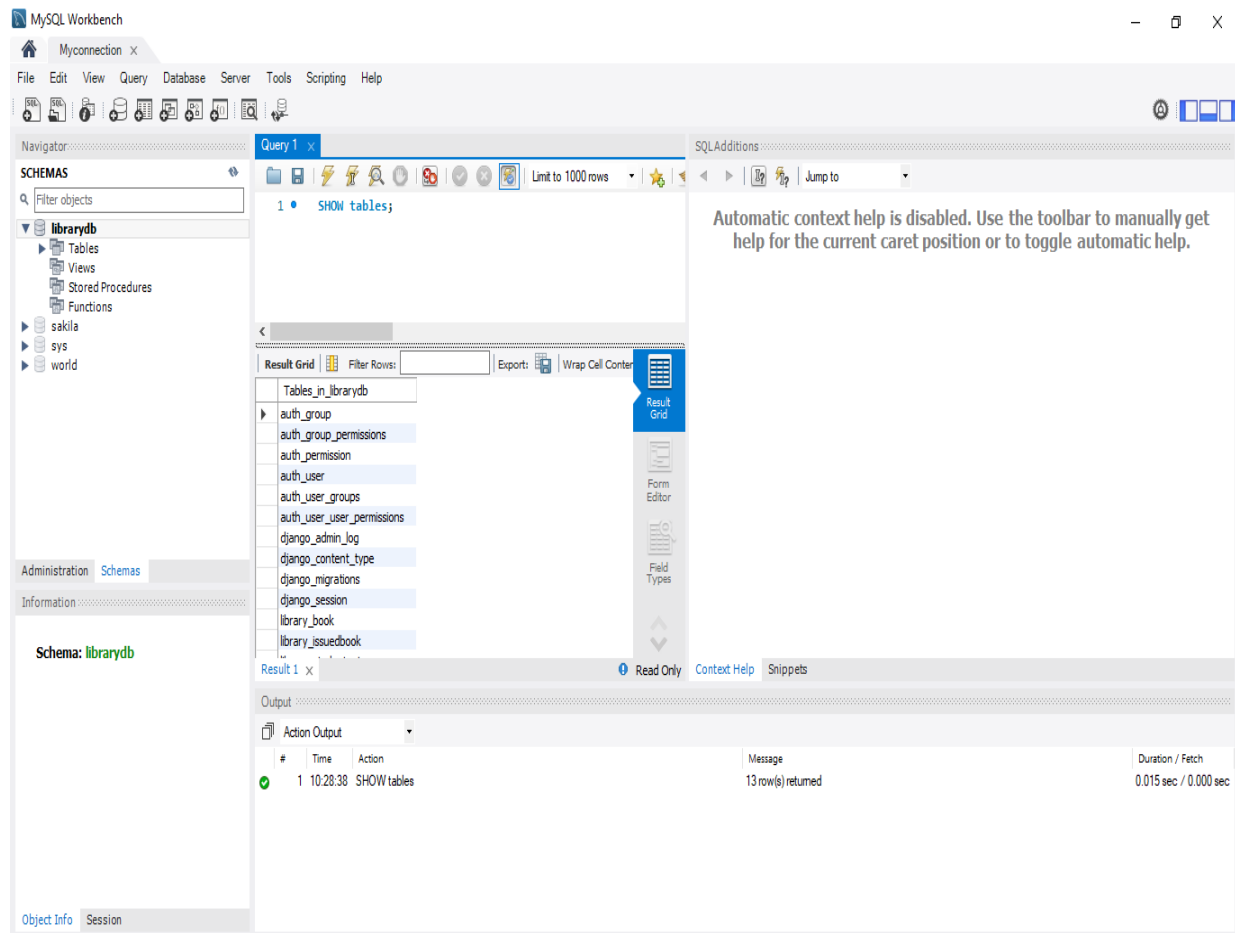 MySQL Workbench
Myconnection
File Edit View Query Database Server Tools Scripting Help
Navigator
SCHEMAS
Filter objects
librarydb
Tables
Views
Stored Procedures
Functions
sakila
sys
world
Administration Schemas
Information
Schema: librarydb
Object Info Session
Query 1
Limit to 1000 rows
1 SHOW tables;
Result Grid Filter Rows: Export: Wrap Cell Conter
Tables_in_librarydb
auth_group
auth_group_permissions
auth_permission
auth_user
auth_user_groups
auth_user_user_permissions
django_admin_log
django_content_type
django_migrations
django_session
library_book
library_issuedbook
Result
Grid
Form
Editor
Field
Types
Result 1 Read Only
SQLAdditions
Jump to
Automatic context help is disabled. Use the toolbar to manually get
help for the current caret position or to toggle automatic help.
Context Help Snippets
Output
Action Output
# Time Action Message Duration / Fetch
1 10:28:38 SHOW tables 13 row(s) returned 0.015 sec / 0.000 sec